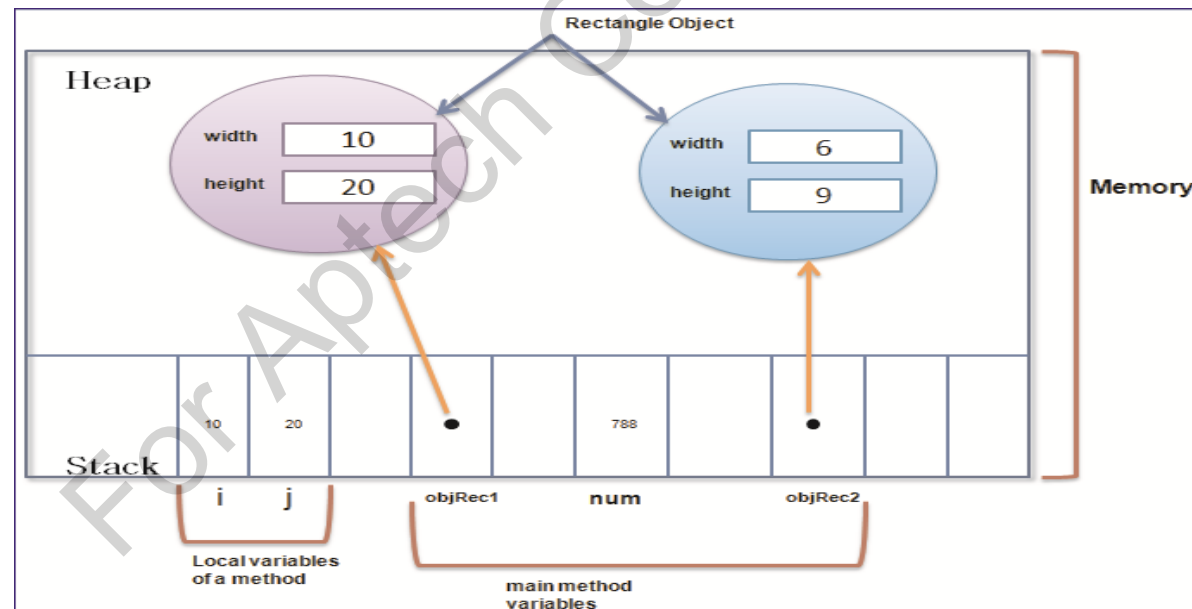 Rectangle Object
Heap
width 10
height 20
width 6
height 9
Memory
10 20 788
Stack
i j objRec1 num objRec2
Local variables
of a method
main method
variables
For Aptech C